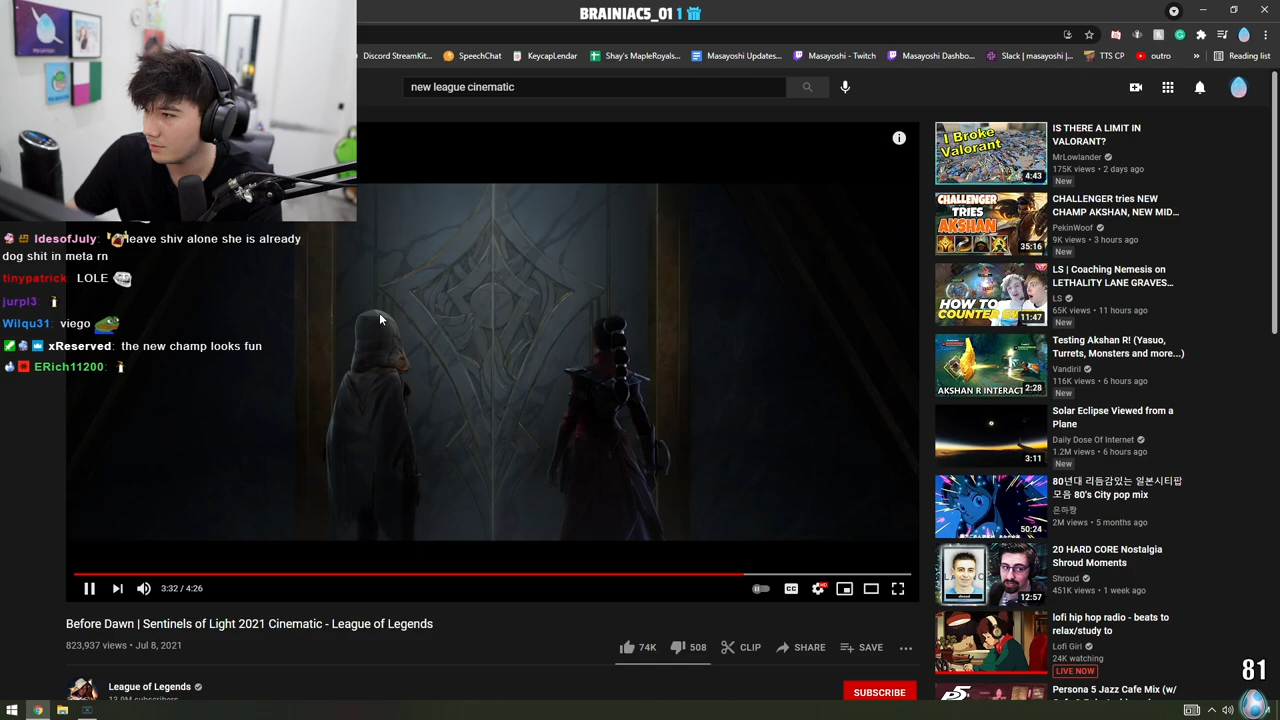 BRAINIAC5_01 1
Discord StreamKit...
SpeechChat
KeycapLendar
Shay's MapleRoyals...
Masayoshi Updates...
Masayoshi - Twitch
Masayoshi Dashbo...
Slack | masayoshi |...
TTS CP
outro
»
Reading list
new league cinematic
IdesofJuly: leave shiv alone she is already
dog shit in meta rn
tinypatrick LOLE
jurpl3:
Wilqu31: viego
xReserved: the new champ looks fun
ERich11200:
3:32 / 4:26
CC
HD
Before Dawn | Sentinels of Light 2021 Cinematic - League of Legends
823,937 views • Jul 8, 2021
74K
508
CLIP
SHARE
SAVE
League of Legends
SUBSCRIBE
I Broke
Valorant
4:43
IS THERE A LIMIT IN
VALORANT?
MrLowlander
175K views • 2 days ago
New
CHALLENGER
TRIES
AKSHAN
35:16
CHALLENGER tries NEW
CHAMP AKSHAN, NEW MID...
PekinWoof
9K views • 3 hours ago
New
HOW TO
COUNTER
11:47
LS | Coaching Nemesis on
LETHALITY LANE GRAVES...
LS
65K views • 11 hours ago
New
AKSHAN R INTERACT
2:28
Testing Akshan R! (Yasuo,
Turrets, Monsters and more...)
Vandiril
116K views • 6 hours ago
New
3:11
Solar Eclipse Viewed from a
Plane
Daily Dose Of Internet
1.2M views • 6 hours ago
New
50:24
80년대 리듬감있는 일본시티팝
모음 80's City pop mix
은하짱
2M views • 5 months ago
12:57
20 HARD CORE Nostalgia
Shroud Moments
Shroud
451K views • 1 week ago
lofi hip hop radio - beats to
relax/study to
Lofi Girl
24K watching
LIVE NOW
Persona 5 Jazz Cafe Mix (w/
81